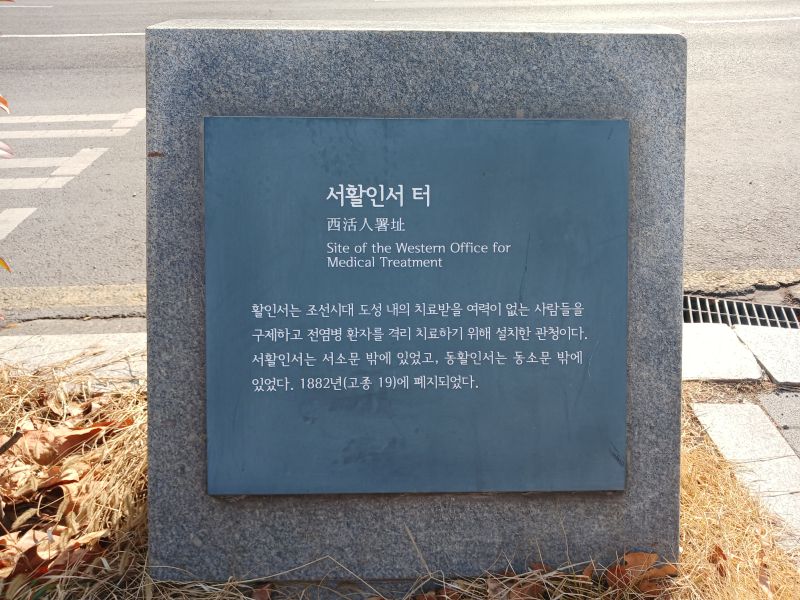 서활인서 터
西活人署址
Site of the Western Office for
Medical Treatment
활인서는 조선시대 도성 내의 치료받을 여력이 없는 사람들을
구제하고 전염병 환자를 격리 치료하기 위해 설치한 관청이다.
서활인서는 서소문 밖에 있었고, 동활인서는 동소문 밖에
있었다. 1882년(고종 19)에 폐지되었다.